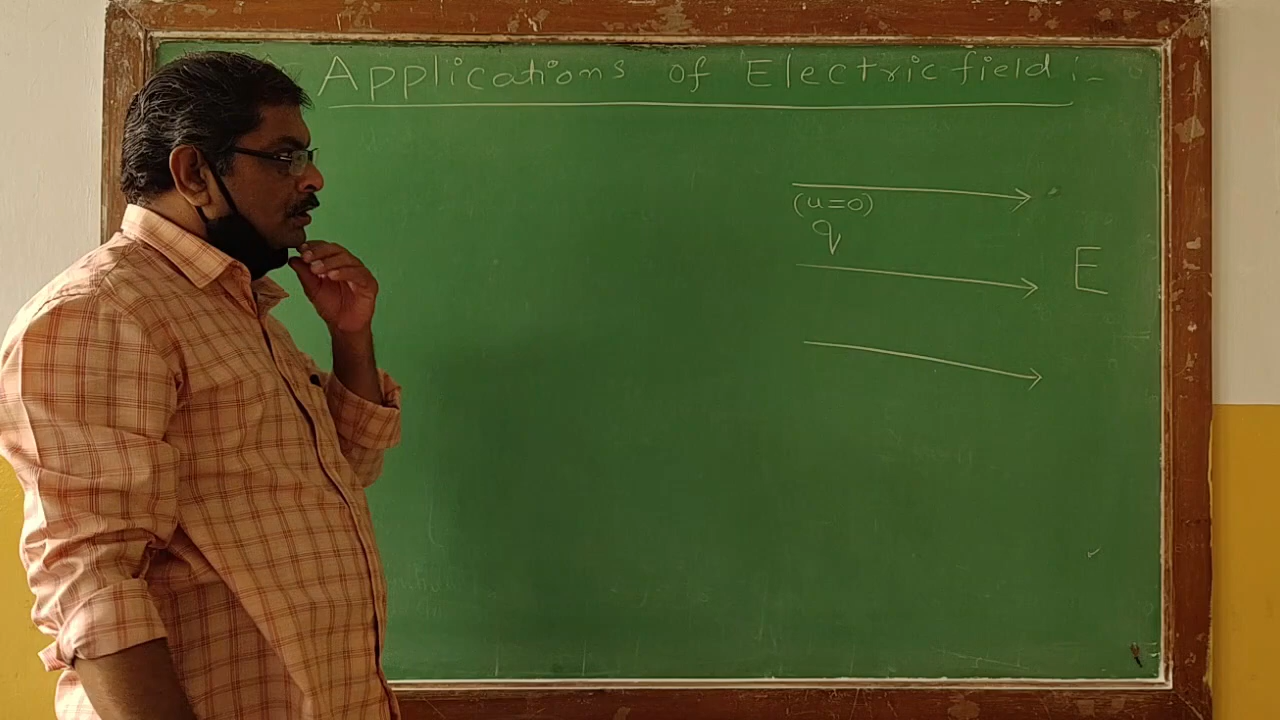 Applications of Electric field :-
(u=0)
q
E